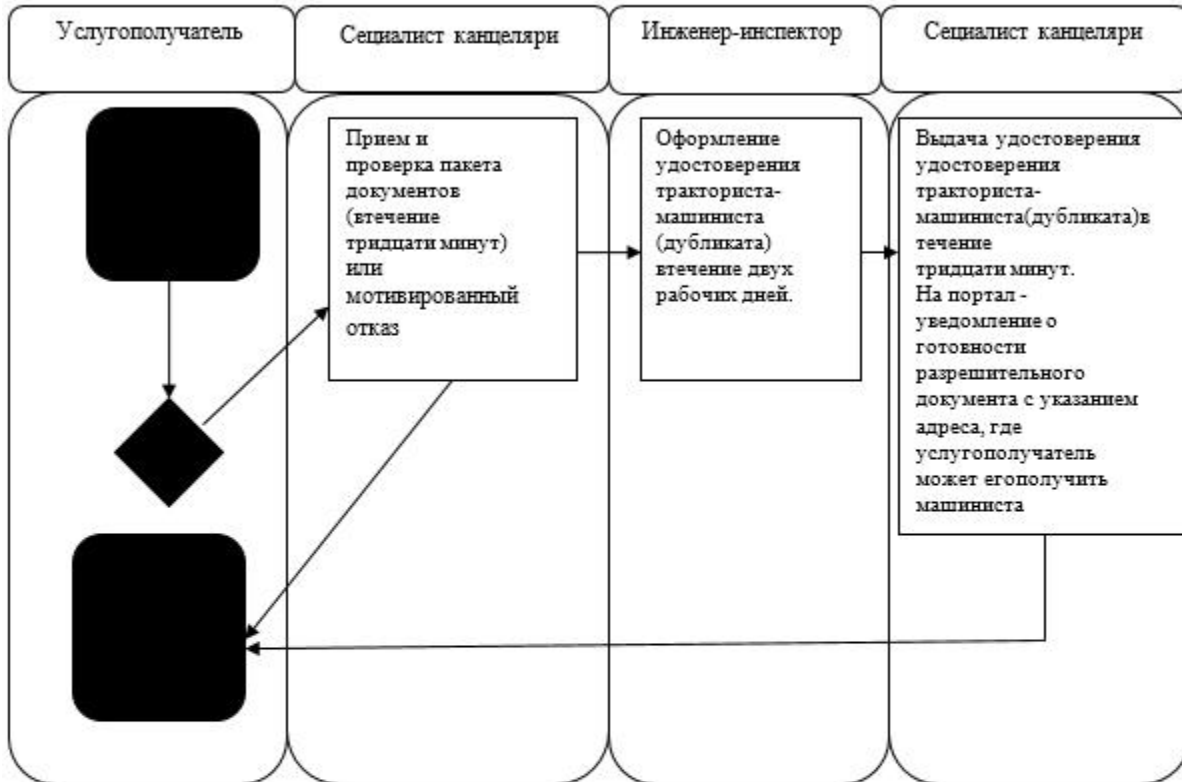 Услугополучатель
Сециалист канцеляри
Инженер-инспектор
Сециалист канцеляри
Прием и
проверка пакета
документов
(втечение
тридцати минут)
или
мотивированный
отказ
Оформление
удостоверения
тракториста-
машиниста
(дубликата)
втечение двух
рабочих дней.
Выдача удостоверения
удостоверения
тракториста-
машиниста(дубликата)в
течение
тридцати минут.
На портал -
уведомление о
готовности
разрешительного
документа с указанием
адреса, где
услугополучатель
может егополучить
машиниста